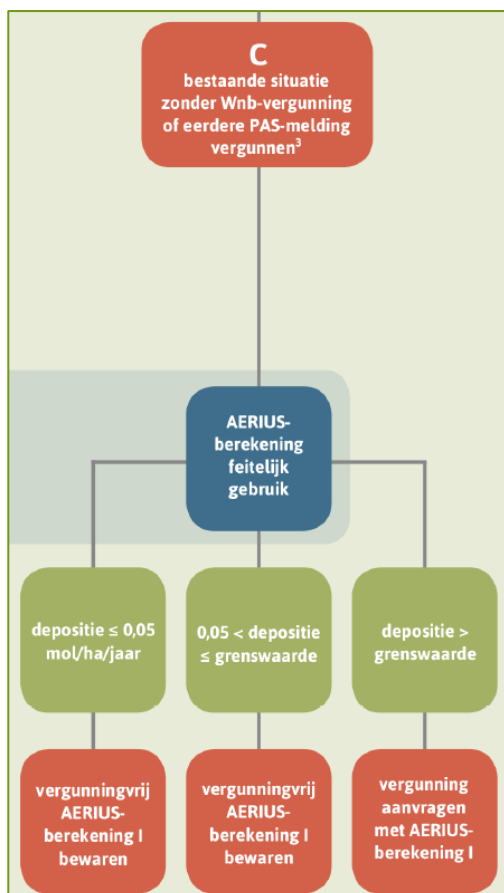 C
bestaande situatie
zonder Wnb-vergunning
of eerdere PAS-melding
vergunnen³
AERIUS-
berekening
feitelijk
gebruik
depositie ≤ 0,05
mol/ha/jaar
0,05 < depositie
≤ grenswaarde
depositie >
grenswaarde
vergunningvrij
AERIUS-
berekening I
bewaren
vergunningvrij
AERIUS-
berekening I
bewaren
vergunning
aanvragen
met AERIUS-
berekening I